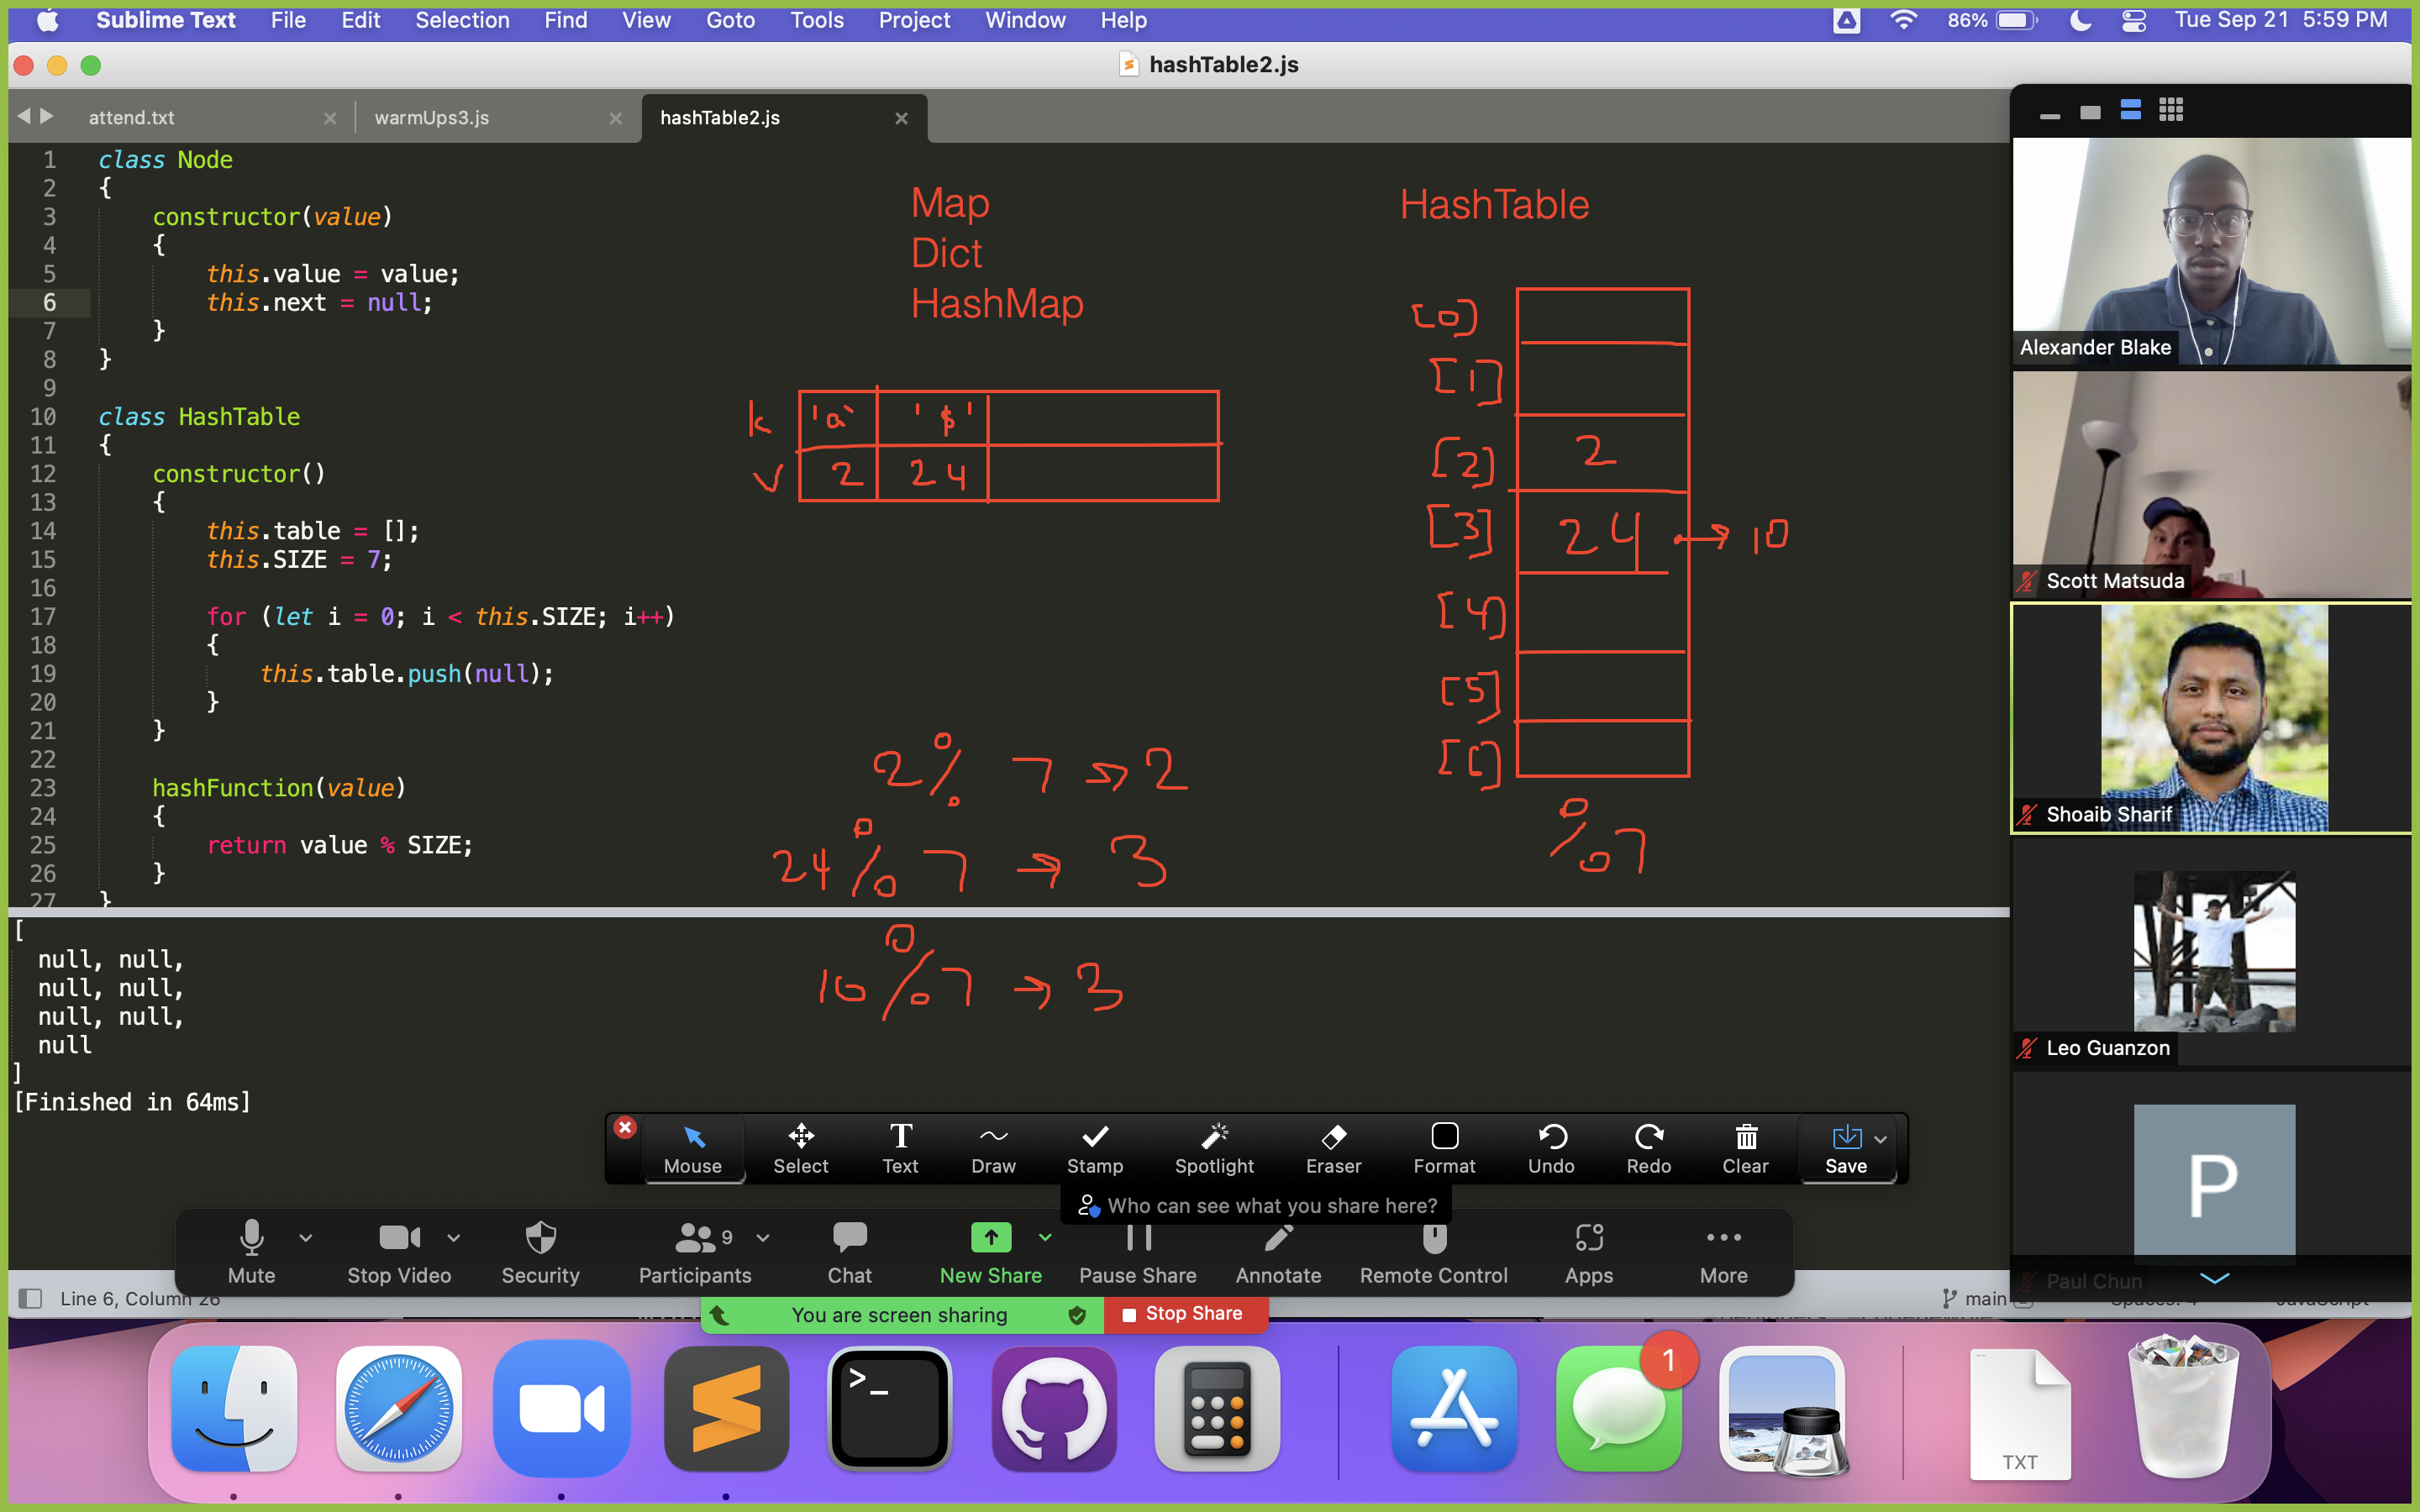 Sublime Text File Edit Selection Find View Goto Tools Project Window Help 86% Tue Sep 21 5:59 PM
hashTable2.js
attend.txt warmUps3.js hashTable2.js
1 class Node
2 {
3 constructor(value)
4 {
5 this.value = value;
6 this.next = null;
7 }
8 }
9
10 class HashTable
11 {
12 constructor()
13 {
14 this.table = [];
15 this.SIZE = 7;
16
17 for (let i = 0; i < this.SIZE; i++)
18 {
19 this.table.push(null);
20 }
21 }
22
23 hashFunction(value)
24 {
25 return value % SIZE;
26 }
27 }
Map
Dict
HashMap
k 'a' '$'
v 2 24
2 % 7 → 2
24 % 7 → 3
10 % 7 → 3
HashTable
[0]
[1]
[2] 2
[3] 24 → 10
[4]
[5]
[6]
% 7
[
null, null,
null, null,
null, null,
null
]
[Finished in 64ms]
Alexander Blake
Scott Matsuda
Shoaib Sharif
Leo Guanzon
P
Paul Chun
Mouse Select Text Draw Stamp Spotlight Eraser Format Undo Redo Clear Save
Who can see what you share here?
9
Mute Stop Video Security Participants Chat New Share Pause Share Annotate Remote Control Apps More
Line 6, Column 26 main
You are screen sharing Stop Share
1
TXT